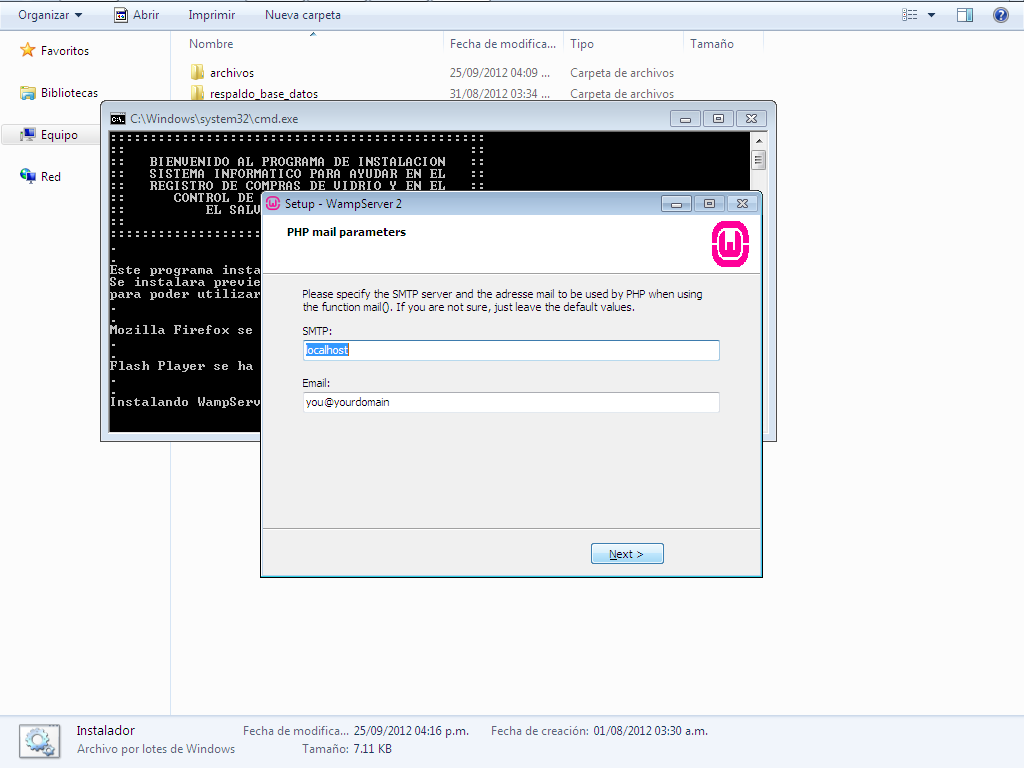 Organizar
Abrir
Imprimir
Nueva carpeta
Favoritos
Bibliotecas
Equipo
Red
Nombre
Fecha de modifica...
Tipo
Tamaño
archivos
25/09/2012 04:09 ...
Carpeta de archivos
respaldo_base_datos
31/08/2012 03:34 ...
Carpeta de archivos
C:\Windows\system32\cmd.exe
BIENVENIDO AL PROGRAMA DE INSTALACION
SISTEMA INFORMATICO PARA AYUDAR EN EL
REGISTRO DE COMPRAS DE VIDRIO Y EN EL
CONTROL DE
EL SALV
Este programa insta
Se instalara previe
para poder utilizar
Mozilla Firefox se
Flash Player se ha
Instalando WampServ
Setup - WampServer 2
PHP mail parameters
Please specify the SMTP server and the adresse mail to be used by PHP when using
the function mail(). If you are not sure, just leave the default values.
SMTP:
localhost
Email:
you@yourdomain
Next >
Instalador
Archivo por lotes de Windows
Fecha de modifica... 25/09/2012 04:16 p.m.
Tamaño: 7.11 KB
Fecha de creación: 01/08/2012 03:30 a.m.